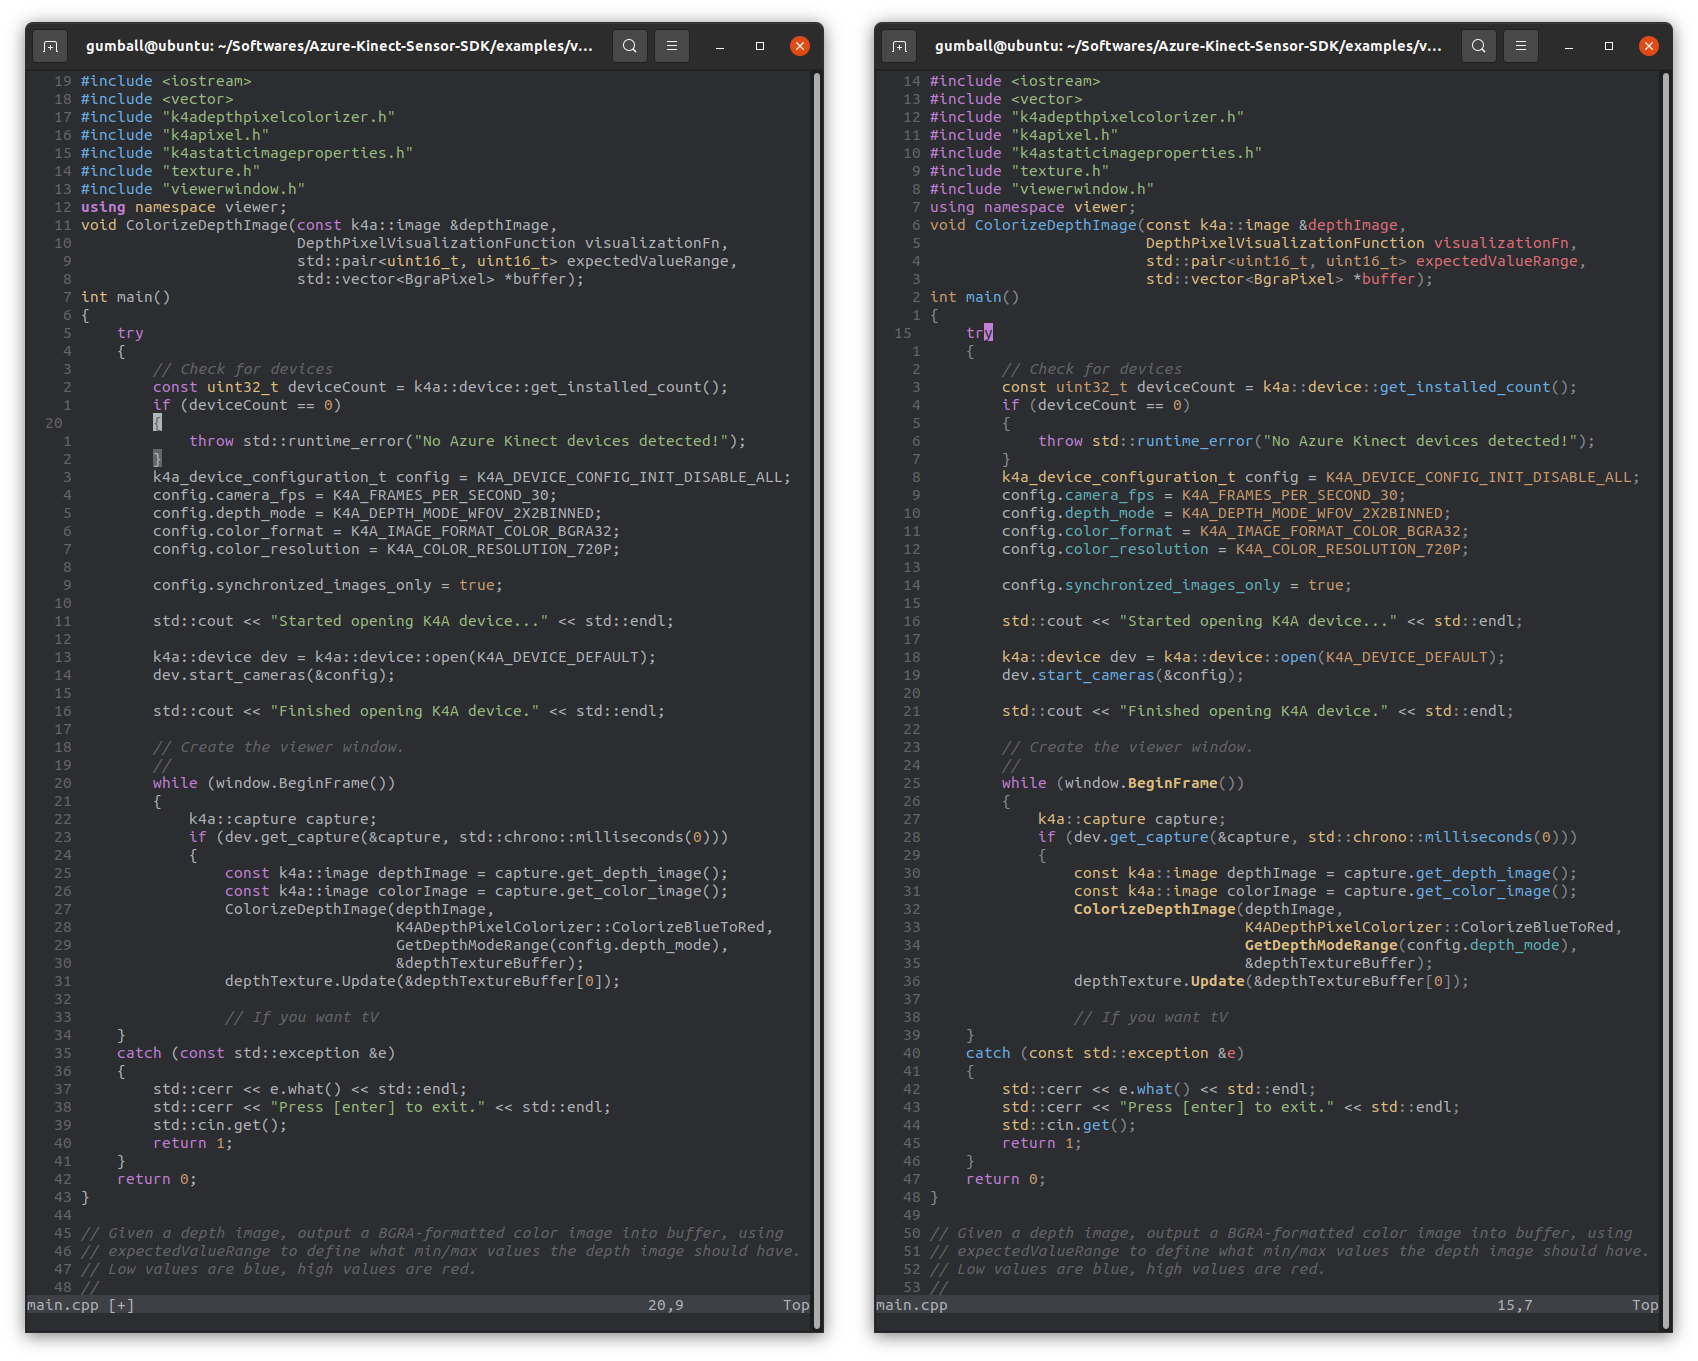 gumball@ubuntu: ~/Softwares/Azure-Kinect-Sensor-SDK/examples/v...
19 #include <iostream>
18 #include <vector>
17 #include "k4adepthpixelcolorizer.h"
16 #include "k4apixel.h"
15 #include "k4astaticimageproperties.h"
14 #include "texture.h"
13 #include "viewerwindow.h"
12 using namespace viewer;
11 void ColorizeDepthImage(const k4a::image &depthImage,
10                         DepthPixelVisualizationFunction visualizationFn,
9                         std::pair<uint16_t, uint16_t> expectedValueRange,
8                         std::vector<BgraPixel> *buffer);
7 int main()
6 {
5     try
4     {
3         // Check for devices
2         const uint32_t deviceCount = k4a::device::get_installed_count();
1         if (deviceCount == 0)
20         {
1             throw std::runtime_error("No Azure Kinect devices detected!");
2         }
3         k4a_device_configuration_t config = K4A_DEVICE_CONFIG_INIT_DISABLE_ALL;
4         config.camera_fps = K4A_FRAMES_PER_SECOND_30;
5         config.depth_mode = K4A_DEPTH_MODE_WFOV_2X2BINNED;
6         config.color_format = K4A_IMAGE_FORMAT_COLOR_BGRA32;
7         config.color_resolution = K4A_COLOR_RESOLUTION_720P;
8
9         config.synchronized_images_only = true;
10
11         std::cout << "Started opening K4A device..." << std::endl;
12
13         k4a::device dev = k4a::device::open(K4A_DEVICE_DEFAULT);
14         dev.start_cameras(&config);
15
16         std::cout << "Finished opening K4A device." << std::endl;
17
18         // Create the viewer window.
19         //
20         while (window.BeginFrame())
21         {
22             k4a::capture capture;
23             if (dev.get_capture(&capture, std::chrono::milliseconds(0)))
24             {
25                 const k4a::image depthImage = capture.get_depth_image();
26                 const k4a::image colorImage = capture.get_color_image();
27                 ColorizeDepthImage(depthImage,
28                                    K4ADepthPixelColorizer::ColorizeBlueToRed,
29                                    GetDepthModeRange(config.depth_mode),
30                                    &depthTextureBuffer);
31                 depthTexture.Update(&depthTextureBuffer[0]);
32
33                 // If you want tV
34     }
35     catch (const std::exception &e)
36     {
37         std::cerr << e.what() << std::endl;
38         std::cerr << "Press [enter] to exit." << std::endl;
39         std::cin.get();
40         return 1;
41     }
42     return 0;
43 }
44
45 // Given a depth image, output a BGRA-formatted color image into buffer, using
46 // expectedValueRange to define what min/max values the depth image should have.
47 // Low values are blue, high values are red.
48 //
main.cpp [+] 20,9 Top
gumball@ubuntu: ~/Softwares/Azure-Kinect-Sensor-SDK/examples/v...
14 #include <iostream>
13 #include <vector>
12 #include "k4adepthpixelcolorizer.h"
11 #include "k4apixel.h"
10 #include "k4astaticimageproperties.h"
9 #include "texture.h"
8 #include "viewerwindow.h"
7 using namespace viewer;
6 void ColorizeDepthImage(const k4a::image &depthImage,
5                         DepthPixelVisualizationFunction visualizationFn,
4                         std::pair<uint16_t, uint16_t> expectedValueRange,
3                         std::vector<BgraPixel> *buffer);
2 int main()
1 {
15     try
1     {
2         // Check for devices
3         const uint32_t deviceCount = k4a::device::get_installed_count();
4         if (deviceCount == 0)
5         {
6             throw std::runtime_error("No Azure Kinect devices detected!");
7         }
8         k4a_device_configuration_t config = K4A_DEVICE_CONFIG_INIT_DISABLE_ALL;
9         config.camera_fps = K4A_FRAMES_PER_SECOND_30;
10         config.depth_mode = K4A_DEPTH_MODE_WFOV_2X2BINNED;
11         config.color_format = K4A_IMAGE_FORMAT_COLOR_BGRA32;
12         config.color_resolution = K4A_COLOR_RESOLUTION_720P;
13
14         config.synchronized_images_only = true;
15
16         std::cout << "Started opening K4A device..." << std::endl;
17
18         k4a::device dev = k4a::device::open(K4A_DEVICE_DEFAULT);
19         dev.start_cameras(&config);
20
21         std::cout << "Finished opening K4A device." << std::endl;
22
23         // Create the viewer window.
24         //
25         while (window.BeginFrame())
26         {
27             k4a::capture capture;
28             if (dev.get_capture(&capture, std::chrono::milliseconds(0)))
29             {
30                 const k4a::image depthImage = capture.get_depth_image();
31                 const k4a::image colorImage = capture.get_color_image();
32                 ColorizeDepthImage(depthImage,
33                                    K4ADepthPixelColorizer::ColorizeBlueToRed,
34                                    GetDepthModeRange(config.depth_mode),
35                                    &depthTextureBuffer);
36                 depthTexture.Update(&depthTextureBuffer[0]);
37
38                 // If you want tV
39     }
40     catch (const std::exception &e)
41     {
42         std::cerr << e.what() << std::endl;
43         std::cerr << "Press [enter] to exit." << std::endl;
44         std::cin.get();
45         return 1;
46     }
47     return 0;
48 }
49
50 // Given a depth image, output a BGRA-formatted color image into buffer, using
51 // expectedValueRange to define what min/max values the depth image should have.
52 // Low values are blue, high values are red.
53 //
main.cpp 15,7 Top